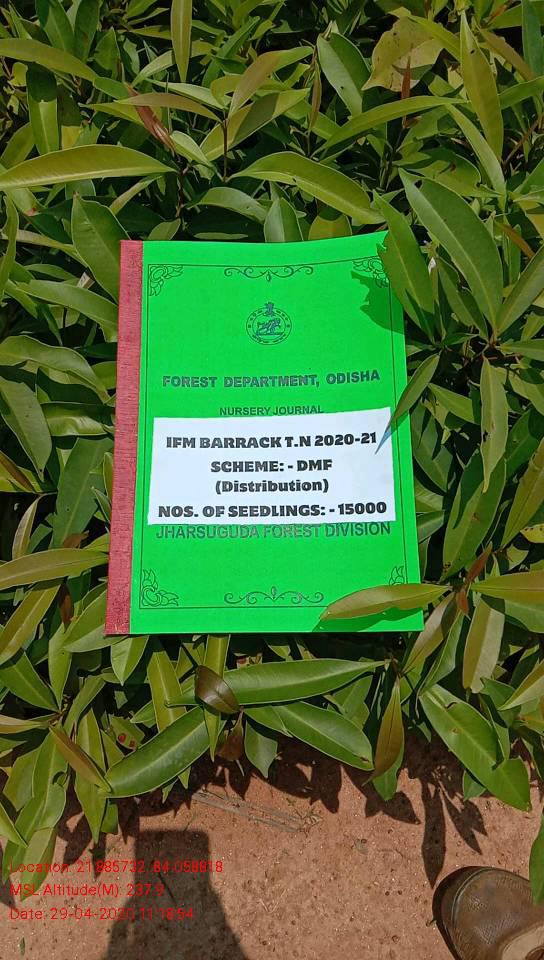 FOREST DEPARTMENT, ODISHA
NURSERY JOURNAL
IFM BARRACK T.N 2020-21
SCHEME: - DMF
(Distribution)
NOS. OF SEEDLINGS: - 15000
JHARSUGUDA FOREST DIVISION
Location: 21.885732, 84.058818
MSL Altitude(M): 237.9
Date: 29-04-2020 11:18:54